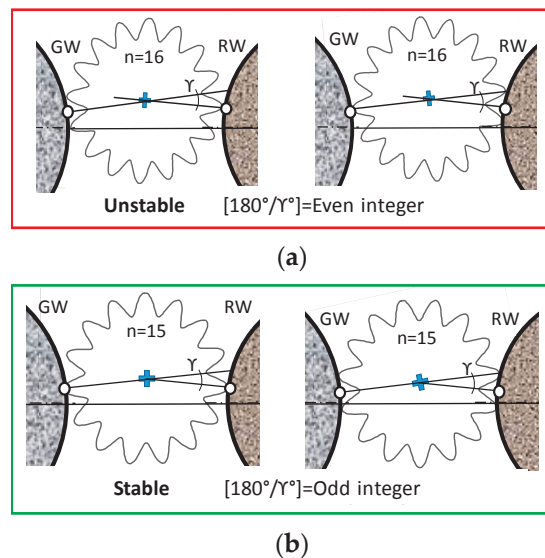 GW RW GW RW
n=16 n=16
ϒ ϒ
Unstable [180°/ϒ°]=Even integer
(a)
GW RW GW RW
n=15 n=15
ϒ ϒ
Stable [180°/ϒ°]=Odd integer
(b)